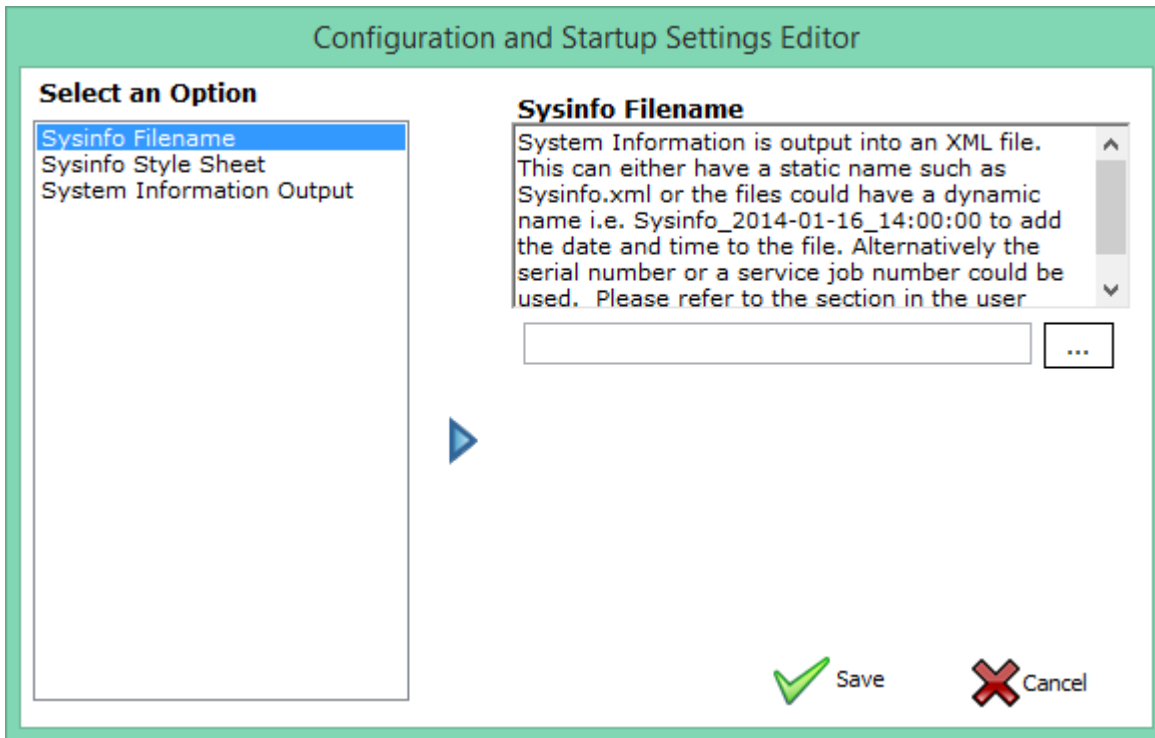 Configuration and Startup Settings Editor
Select an Option
Sysinfo Filename
Sysinfo Style Sheet
System Information Output
Sysinfo Filename
System Information is output into an XML file.
This can either have a static name such as
Sysinfo.xml or the files could have a dynamic
name i.e. Sysinfo_2014-01-16_14:00:00 to add
the date and time to the file. Alternatively the
serial number or a service job number could be
used.  Please refer to the section in the user
...
Save
Cancel